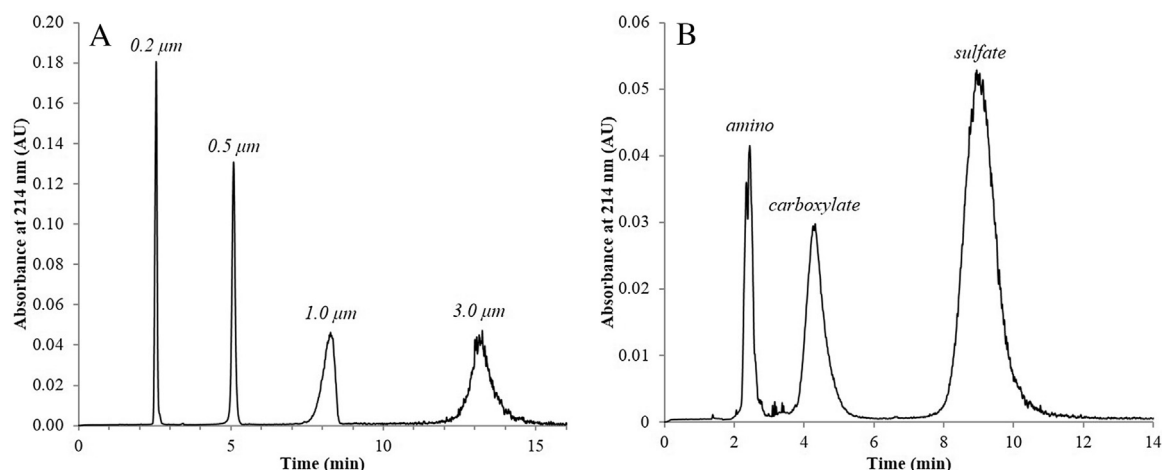 A
0.2 μm
0.5 μm
1.0 μm
3.0 μm
0.20
0.18
0.16
0.14
0.12
0.10
0.08
0.06
0.04
0.02
0.00
0
5
10
15
Absorbance at 214 nm (AU)
Time (min)
B
amino
carboxylate
sulfate
0.06
0.05
0.04
0.03
0.02
0.01
0
0
2
4
6
8
10
12
14
Absorbance at 214 nm (AU)
Time (min)